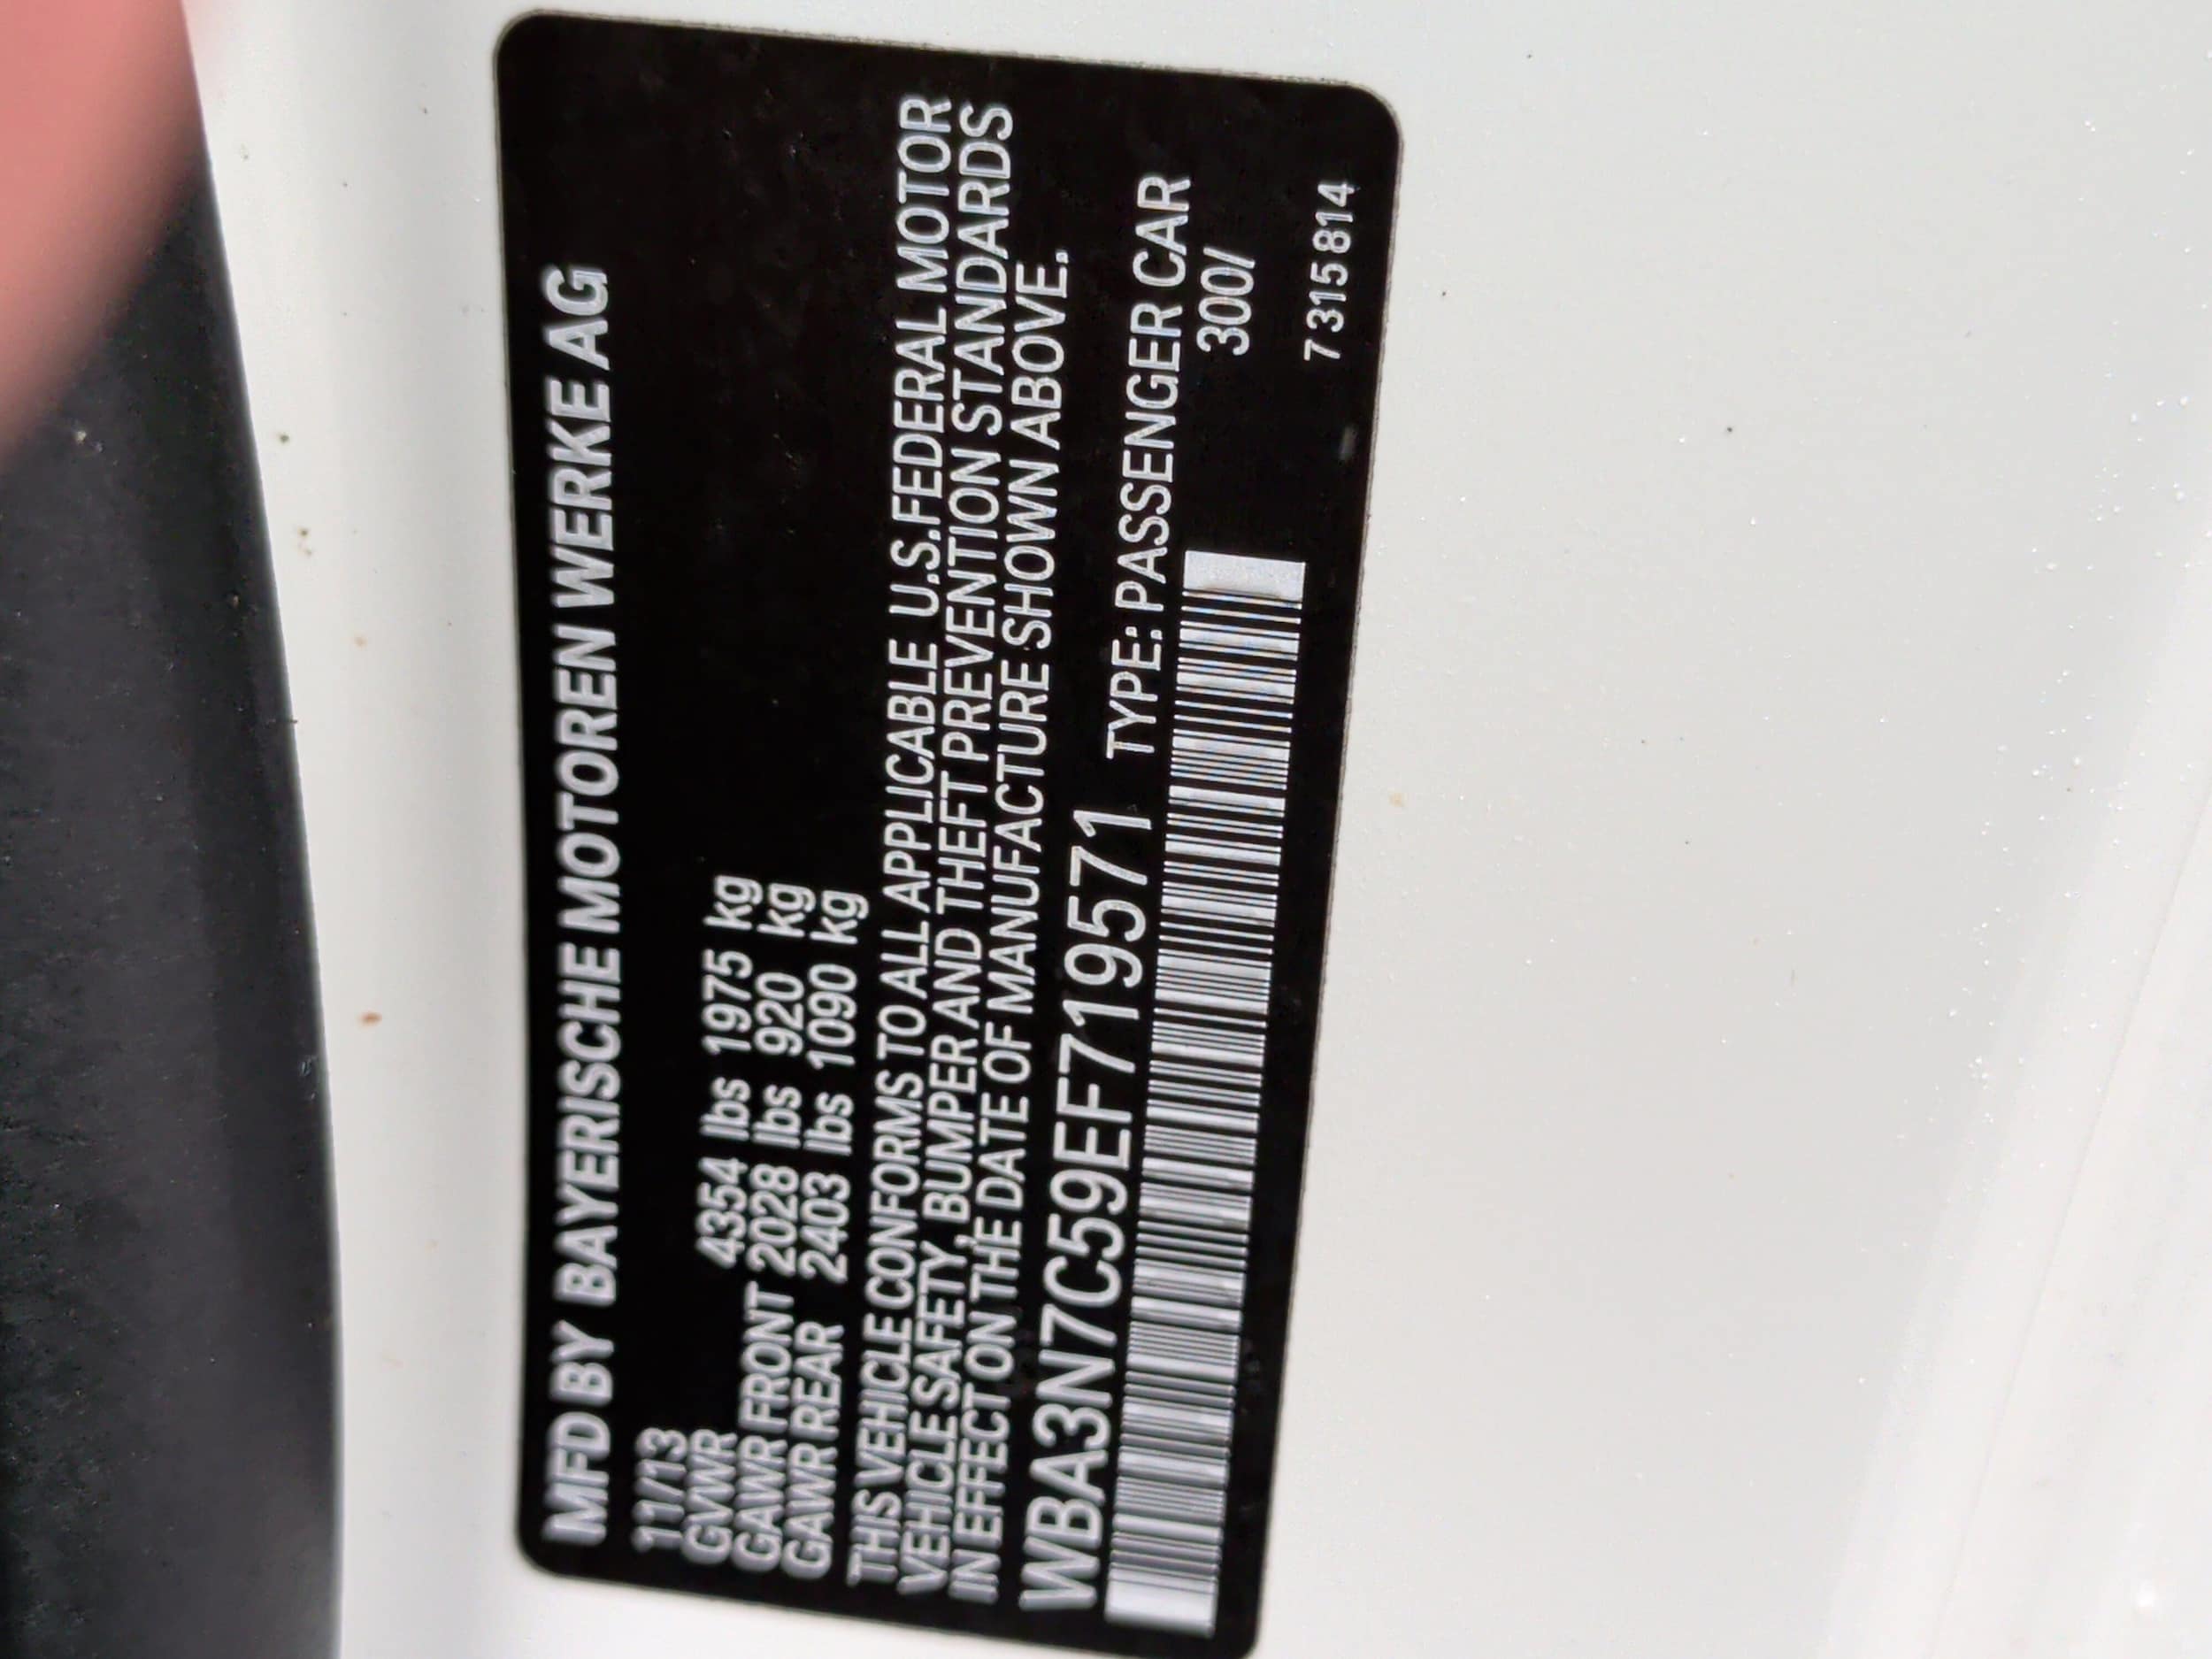 MFD BY BAYERISCHE MOTOREN WERKE AG
11/13
GVWR 4354 lbs 1975 kg
GAWR FRONT 2028 lbs 920 kg
GAWR REAR 2403 lbs 1090 kg
THIS VEHICLE CONFORMS TO ALL APPLICABLE U.S.FEDERAL MOTOR
VEHICLE SAFETY, BUMPER AND THEFT PREVENTION STANDARDS
IN EFFECT ON THE DATE OF MANUFACTURE SHOWN ABOVE.
WBA3N7C59EF719571 TYPE: PASSENGER CAR
300/
7315814